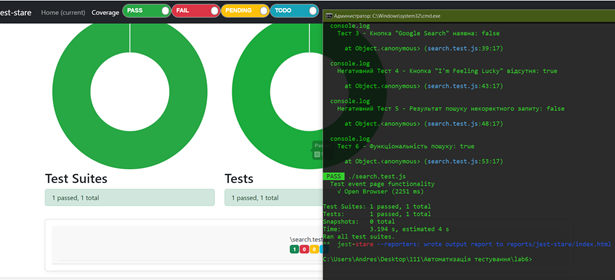 jest-stare
Home (current)
Coverage
PASS
FAIL
PENDING
TODO
Test Suites
1 passed, 1 total
Tests
1 passed, 1 total
\search.test
1 0 0
Администратор: C:\Windows\system32\cmd.exe
console.log
Тест 3 - Кнопка "Google Search" наявна: false
at Object.<anonymous> (search.test.js:39:17)
console.log
Негативний Тест 4 - Кнопка "I'm Feeling Lucky" відсутня: true
at Object.<anonymous> (search.test.js:43:17)
console.log
Негативний Тест 5 - Результат пошуку некоректного запиту: false
at Object.<anonymous> (search.test.js:48:17)
console.log
Тест 6 - Функціональність пошуку: true
at Object.<anonymous> (search.test.js:53:17)
PASS ./search.test.js
Test event page functionality
√ Open Browser (2251 ms)
Test Suites: 1 passed, 1 total
Tests: 1 passed, 1 total
Snapshots: 0 total
Time: 3.194 s, estimated 4 s
Ran all test suites.
** jest-stare --reporters: wrote output report to reports/jest-stare/index.html
C:\Users\Andres\Desktop\111\Автоматизація тестування\lab6>